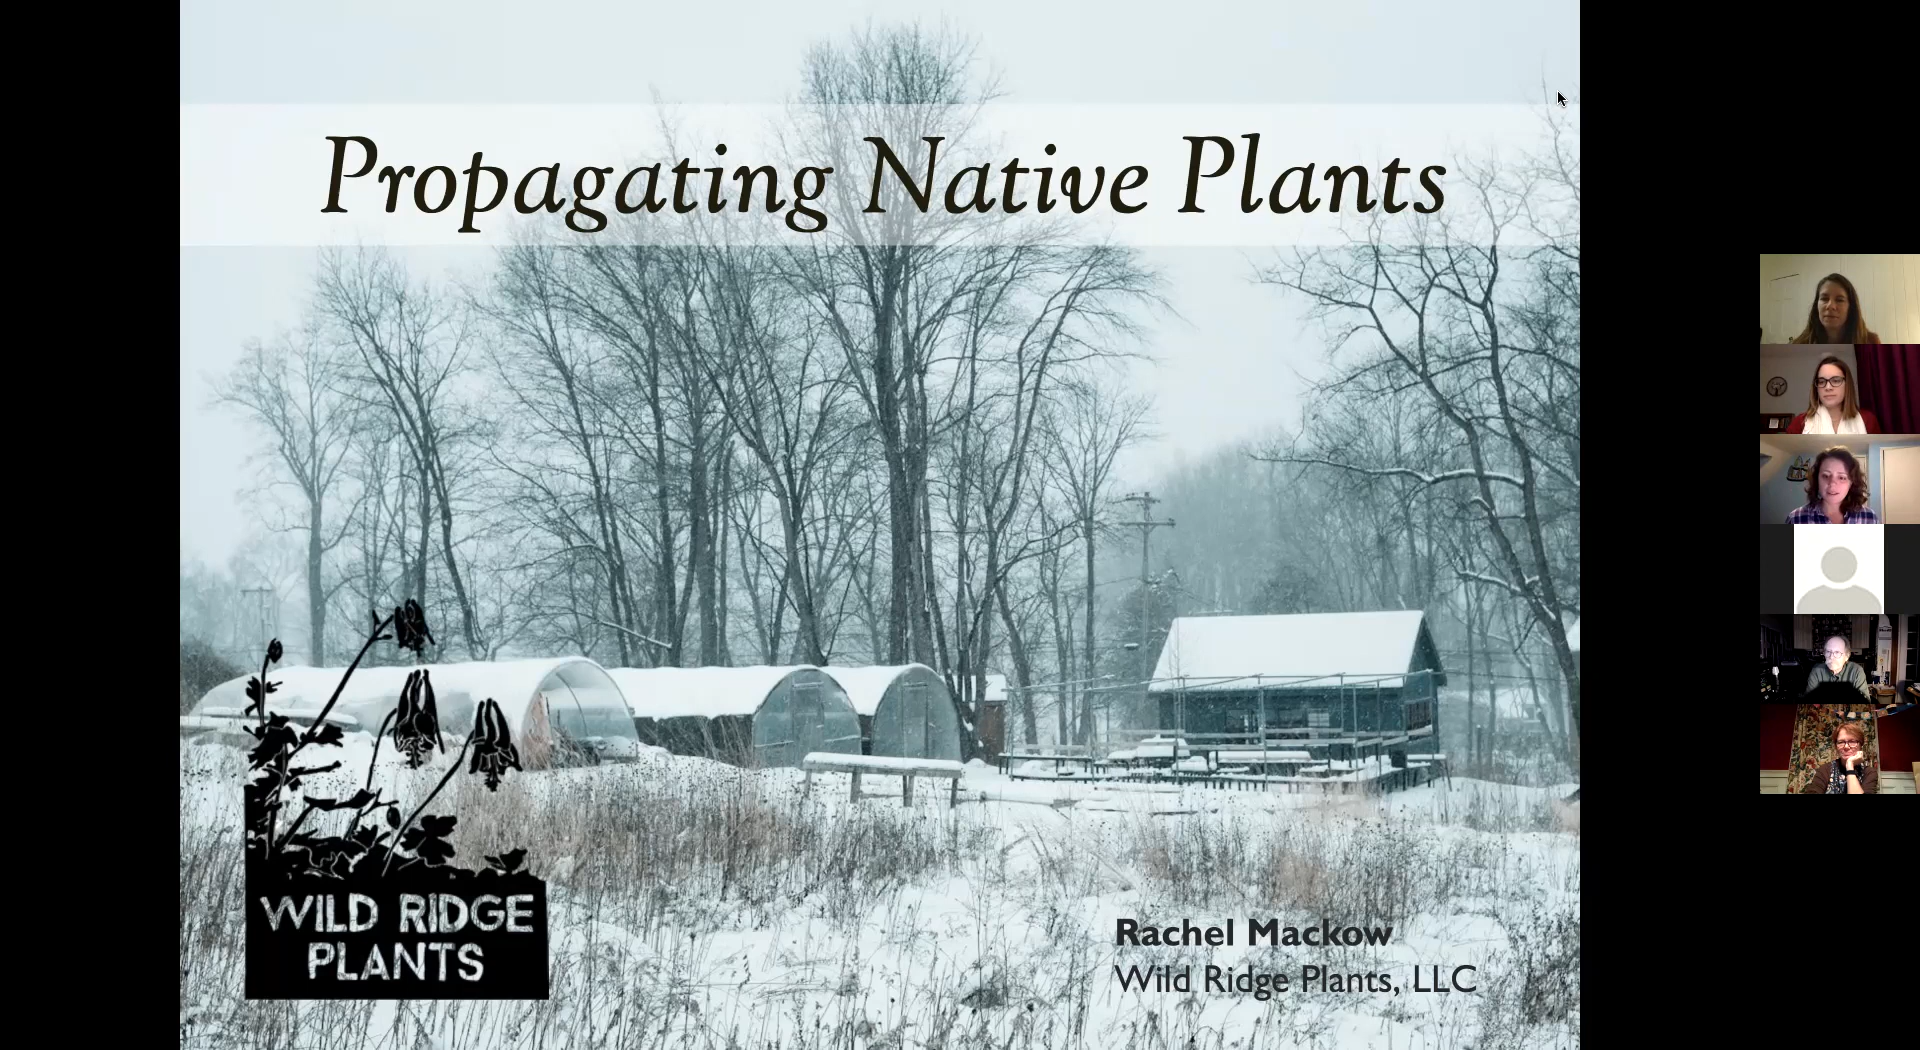 Propagating Native Plants
WILD RIDGE
PLANTS
Rachel Mackow
Wild Ridge Plants, LLC